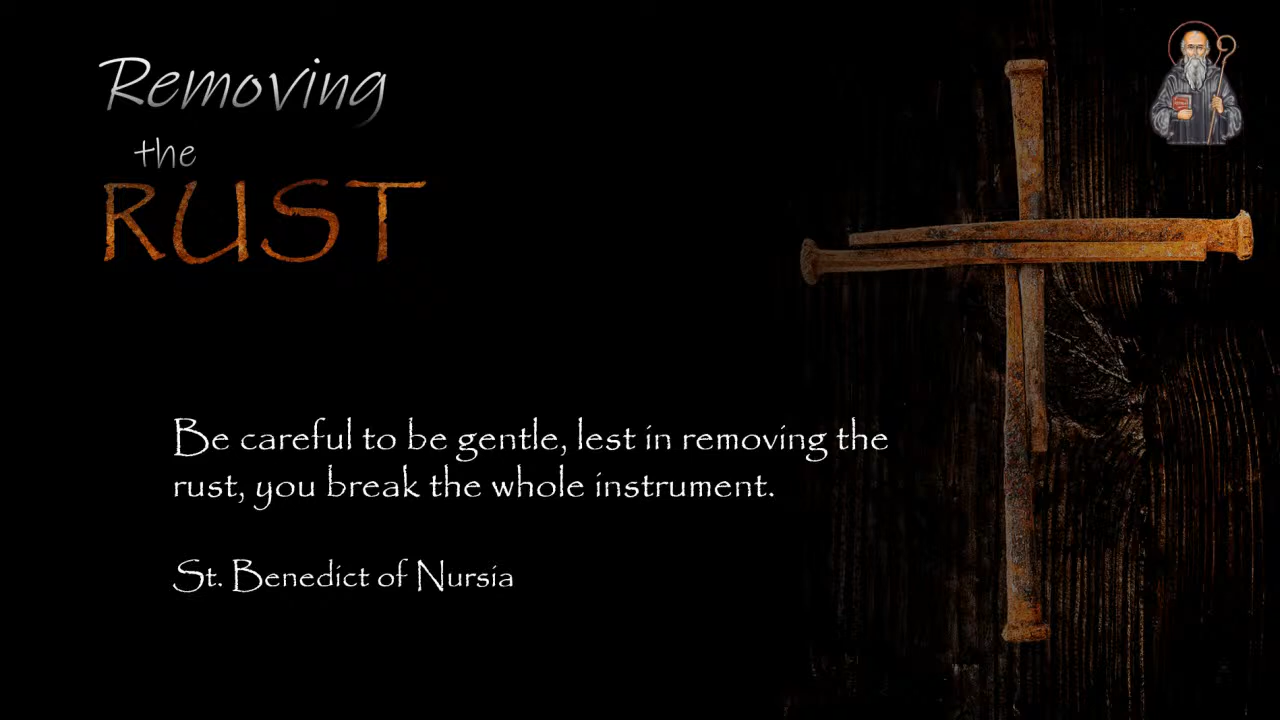 Removing
the
RUST
Be careful to be gentle, lest in removing the
rust, you break the whole instrument.
St. Benedict of Nursia